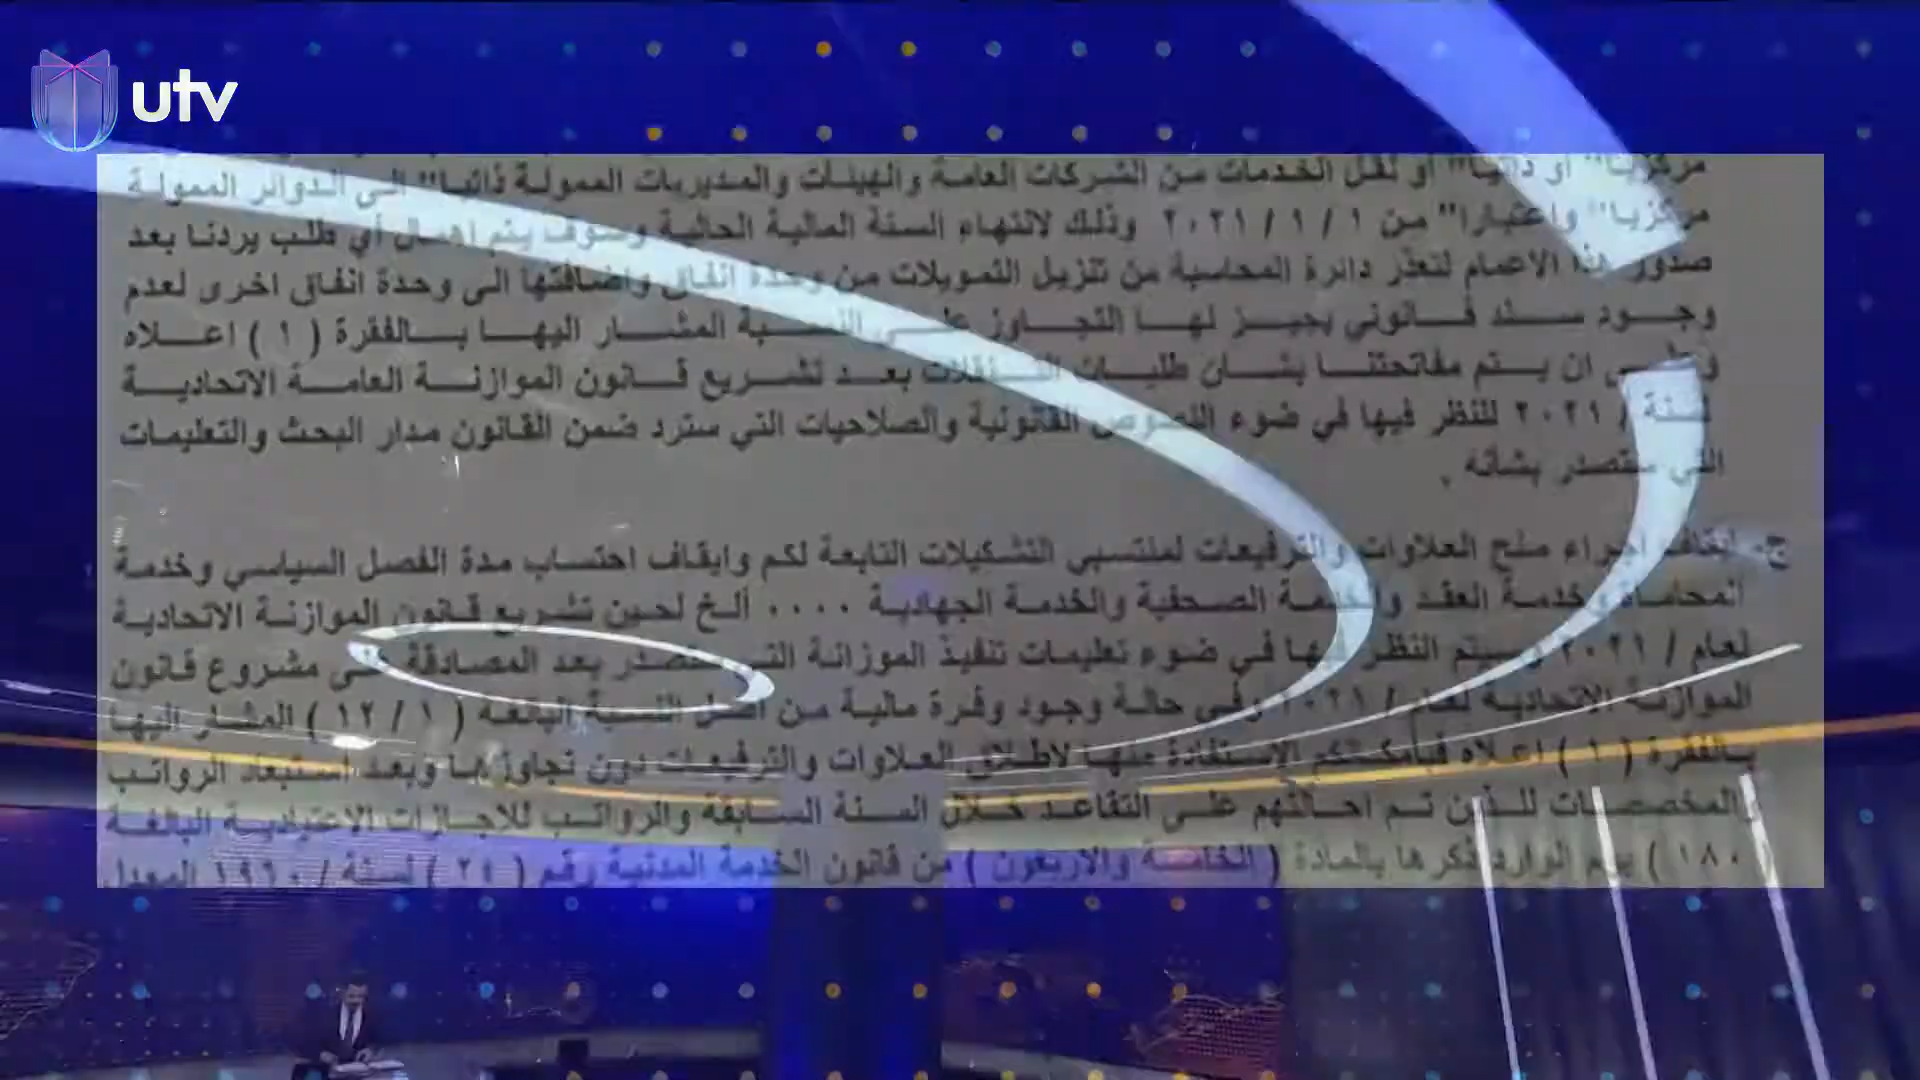 utv
مركزيا" او ذاتيا" او نقل الخدمات من الشركات العامة والهيئات والمديريات الممولة ذاتيا" الى الدوائر الممولة
مركزيا" واعتبارا" من ١ / ١ / ٢٠٢١ وذلك لانتهاء السنة المالية الحالية وسوف يتم اهمال أي طلب يردنا بعد
صدور هذا الاعمام لتعذر دائرة المحاسبة من تنزيل التمويلات من وحدة انفاق واضافتها الى وحدة انفاق اخرى لعدم
وجود سند قانوني يجيز لها التجاوز على النسبة المشار اليها بالفقرة ( ١ ) اعلاه
ان يتم مفاتحتنا بشان طلبات التنقلات بعد تشريع قانون الموازنة العامة الاتحادية
لسنة / ٢٠٢١ للنظر فيها في ضوء النصوص القانونية والصلاحيات التي سترد ضمن القانون مدار البحث والتعليمات
التي ستصدر بشأنه .
ج- ايقاف اجراء منح العلاوات والترفيعات لمنتسبي التشكيلات التابعة لكم وايقاف احتساب مدة الفصل السياسي وخدمة
المحاماة وخدمة العقد والخدمة الصحفية والخدمة الجهادية ٠٠٠٠ ألخ لحين تشريع قانون الموازنة الاتحادية
لعام / ٢٠٢١ وسيتم النظر فيها في ضوء تعليمات تنفيذ الموزانة التي ستصدر بعد المصادقة على مشروع قانون
الموازنة الاتحادية لعام / ٢٠٢١ وفي حالة وجود وفرة مالية من اصل النسبة البالغة ( ١ / ١٢ ) المشار اليها
بالفقرة ( ١ ) اعلاه فبأمكانكم الاستفادة منها لاطلاق العلاوات والترفيعات دون تجاوزها وبعد استبعاد الرواتب
والمخصصات للذين تم احالتهم على التقاعد خلال السنة السابقة والرواتب للاجازات الاعتيادية البالغة
( ١٨٠ ) يوم الوارد ذكرها بالمادة ( الخامسة والاربعون ) من قانون الخدمة المدنية رقم ( ٢٤ ) لسنة / ١٩٦٠ المعدل